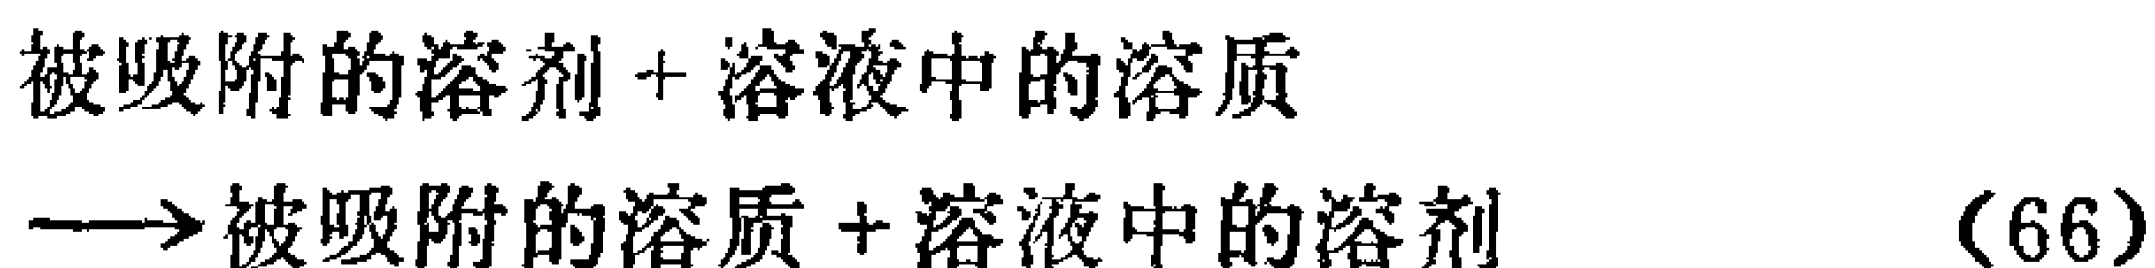 被吸附的溶剂 + 溶液中的溶质
⟶被吸附的溶质 + 溶液中的溶剂 (66)